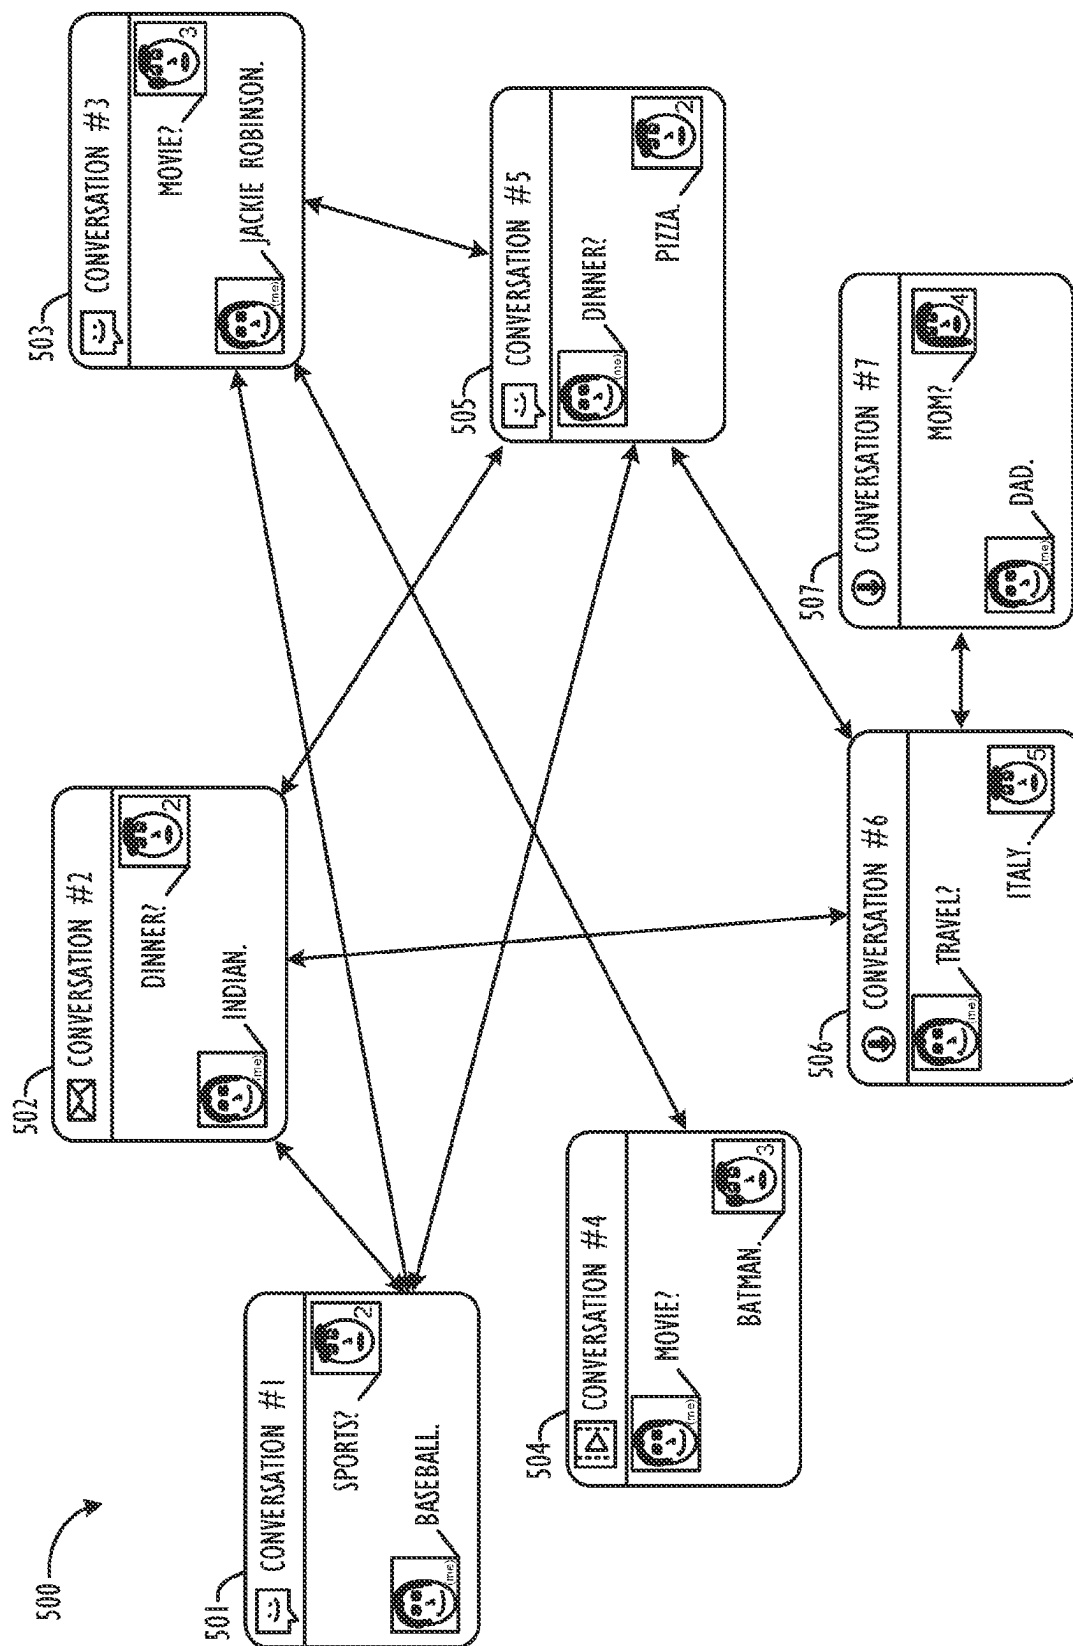 500
501
CONVERSATION #1
SPORTS?
2
BASEBALL.
(me)
502
CONVERSATION #2
DINNER?
2
INDIAN.
(me)
503
CONVERSATION #3
MOVIE?
3
JACKIE ROBINSON.
(me)
504
CONVERSATION #4
MOVIE?
(me)
BATMAN.
3
505
CONVERSATION #5
DINNER?
(me)
PIZZA.
2
506
CONVERSATION #6
TRAVEL?
(me)
ITALY.
5
507
CONVERSATION #7
MOM?
4
DAD.
(me)